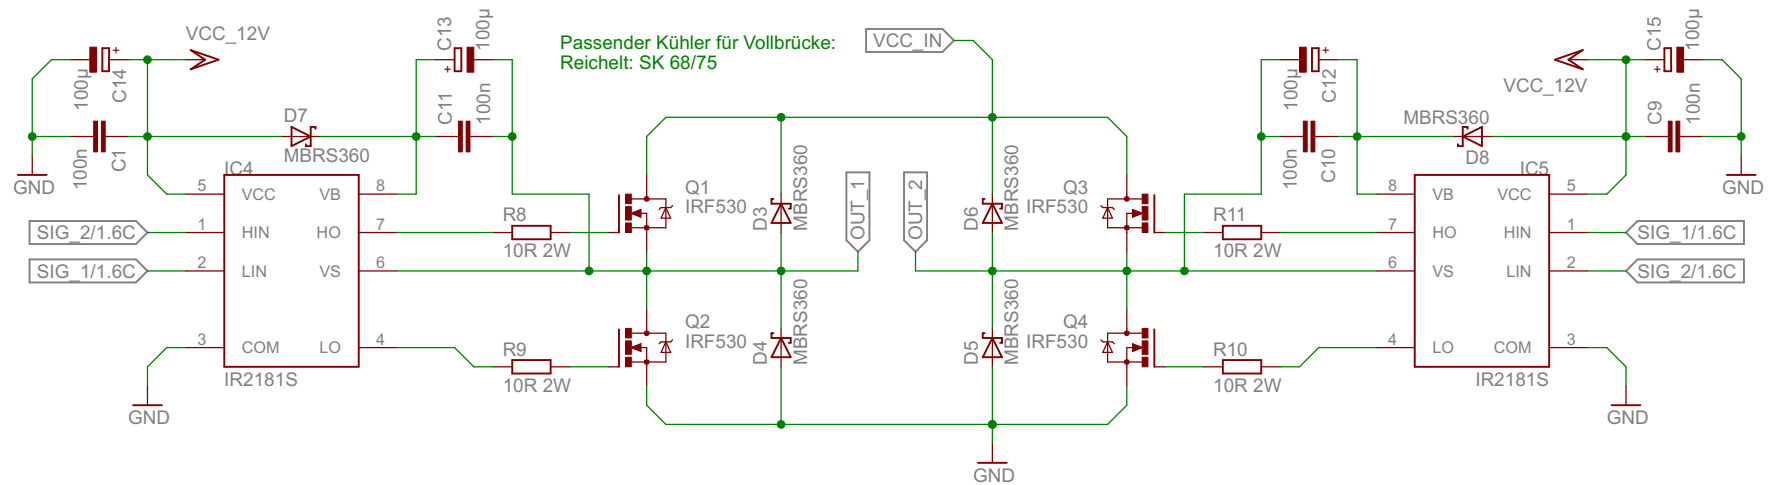 VCC_12V
C14
100µ
C13
100µ
Passender Kühler für Vollbrücke:
Reichelt: SK 68/75
VCC_IN
100µ
C12
C15
100µ
VCC_12V
100n
C1
D7
MBRS360
C11
100n
100n
C10
MBRS360
D8
C9
100n
GND
GND
IC4
5
VCC
VB
8
SIG_2/1.6C
1
HIN
HO
7
SIG_1/1.6C
2
LIN
VS
6
3
COM
LO
4
IR2181S
GND
R8
10R 2W
Q1
IRF530
D3
MBRS360
OUT_1
OUT_2
D6
MBRS360
Q3
IRF530
R11
10R 2W
R9
10R 2W
Q2
IRF530
D4
MBRS360
D5
MBRS360
Q4
IRF530
R10
10R 2W
GND
IC5
8
VB
VCC
5
7
HO
HIN
1
SIG_1/1.6C
6
VS
LIN
2
SIG_2/1.6C
4
LO
COM
3
IR2181S
GND